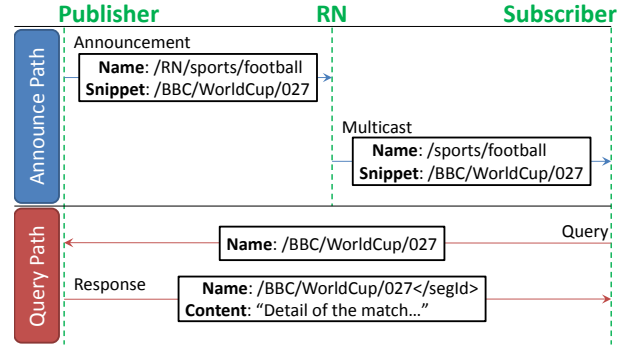 Publisher RN Subscriber
Announce Path
Announcement
Name: /RN/sports/football
Snippet: /BBC/WorldCup/027
Multicast
Name: /sports/football
Snippet: /BBC/WorldCup/027
Query Path
Query
Name: /BBC/WorldCup/027
Response
Name: /BBC/WorldCup/027</segId>
Content: “Detail of the match…”